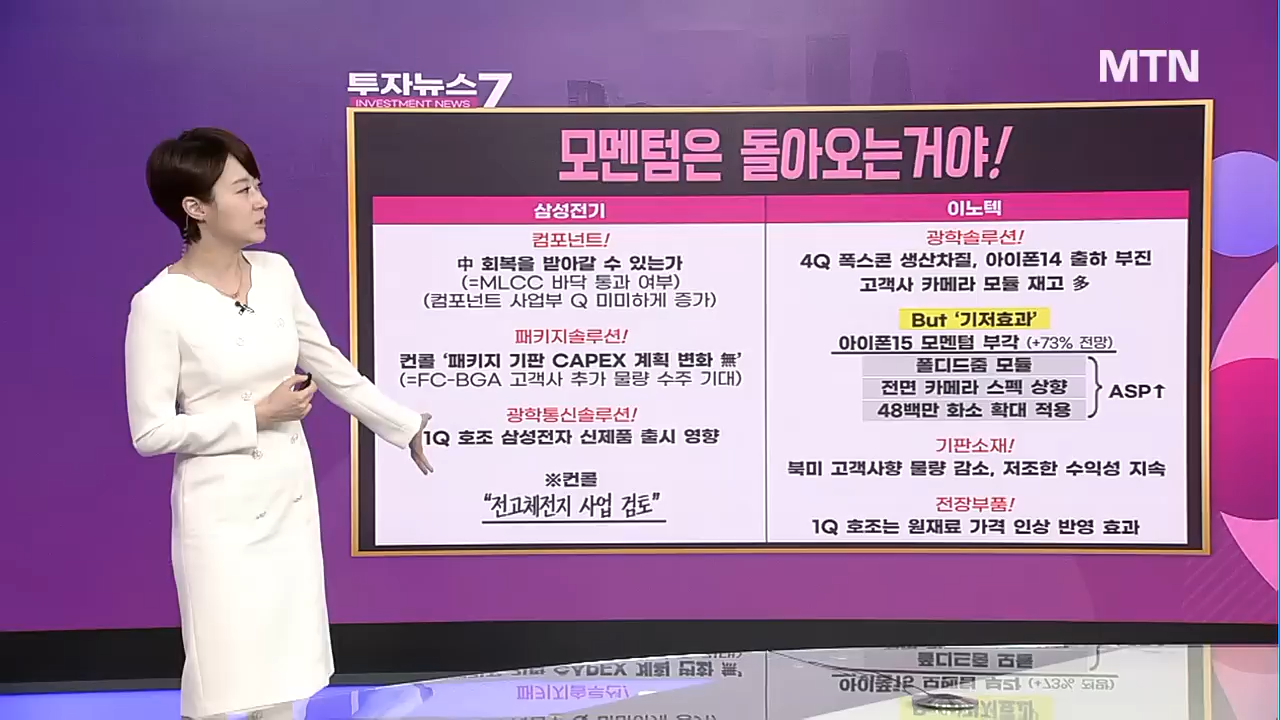 MTN
투자뉴스7
INVESTMENT NEWS
모멘텀은 돌아오는거야!
삼성전기
컴포넌트!
中 회복을 받아갈 수 있는가
(=MLCC 바닥 통과 여부)
(컴포넌트 사업부 Q 미미하게 증가)
패키지솔루션!
컨콜 ‘패키지 기판 CAPEX 계획 변화 無’
(=FC-BGA 고객사 추가 물량 수주 기대)
광학통신솔루션!
1Q 호조 삼성전자 신제품 출시 영향
※컨콜
“전고체전지 사업 검토”
이노텍
광학솔루션!
4Q 폭스콘 생산차질, 아이폰14 출하 부진
고객사 카메라 모듈 재고 多
But ‘기저효과’
아이폰15 모멘텀 부각 (+73% 전망)
폴디드줌 모듈
전면 카메라 스펙 상향
48백만 화소 확대 적용
ASP↑
기판소재!
북미 고객사향 물량 감소, 저조한 수익성 지속
전장부품!
1Q 호조는 원재료 가격 인상 반영 효과